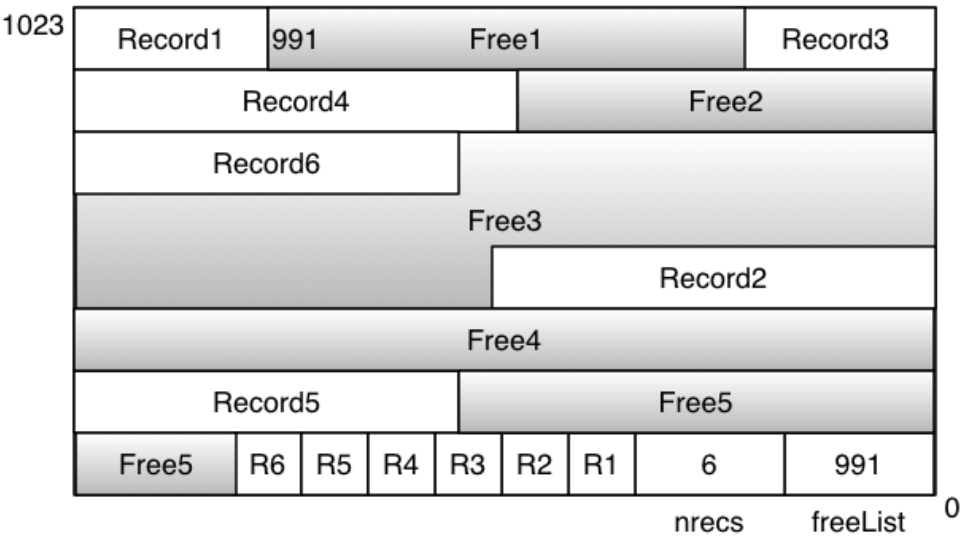 1023 Record1 991 Free1 Record3
Record4 Free2
Record6
Free3
Record2
Free4
Record5 Free5
Free5 R6 R5 R4 R3 R2 R1 6 991
0
nrecs freeList